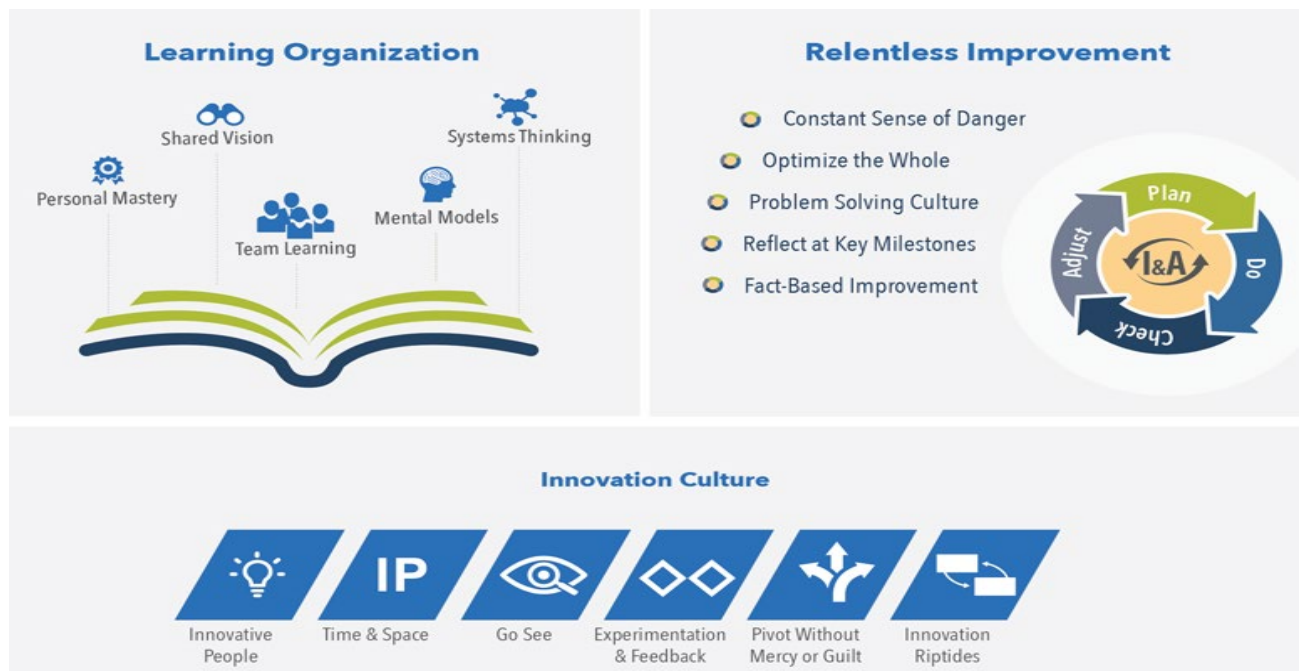 Learning Organization
Shared Vision
Systems Thinking
Personal Mastery
Team Learning
Mental Models
Relentless Improvement
Constant Sense of Danger
Optimize the Whole
Problem Solving Culture
Reflect at Key Milestones
Fact-Based Improvement
Plan
Do
Check
Adjust
I&A
Innovation Culture
IP
Innovative
People
Time & Space
Go See
Experimentation
& Feedback
Pivot Without
Mercy or Guilt
Innovation
Riptides